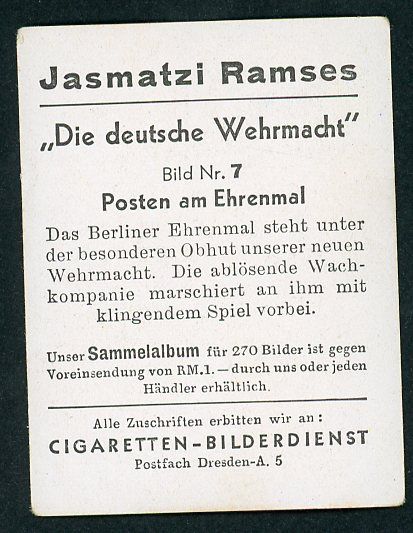 Jasmatzi Ramses
„Die deutsche Wehrmacht"
Bild Nr. 7
Posten am Ehrenmal
Das Berliner Ehrenmal steht unter
der besonderen Obhut unserer neuen
Wehrmacht. Die ablösende Wach-
kompanie marschiert an ihm mit
klingendem Spiel vorbei.
Unser Sammelalbum für 270 Bilder ist gegen
Voreinsendung von RM.1.— durch uns oder jeden
Händler erhältlich.
Alle Zuschriften erbitten wir an:
CIGARETTEN-BILDERDIENST
Postfach Dresden-A. 5